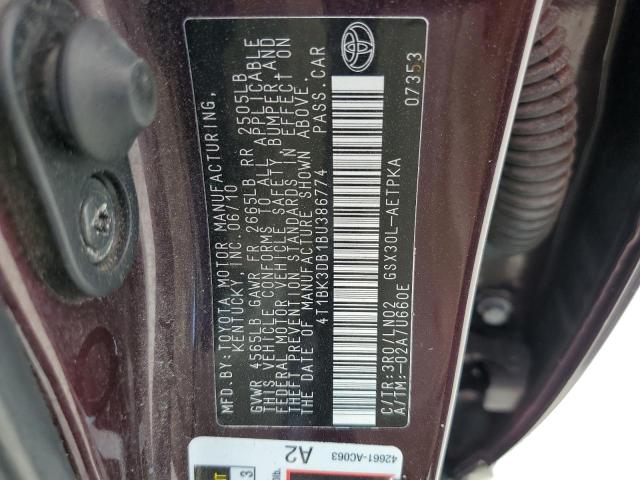 MFD.BY: TOYOTA MOTOR MANUFACTURING,
KENTUCKY, INC. 06/10
GVWR 4565LB GAWR FR 2665LB RR 2505LB
THIS VEHICLE CONFORMS TO ALL APPLICABLE
FEDERAL MOTOR VEHICLE SAFETY, BUMPER, AND
THEFT PREVENTION STANDARDS IN EFFECT ON
THE DATE OF MANUFACTURE SHOWN ABOVE.
4T1BK3DB1BU386774 PASS.CAR
C/TR:3R0/LN02 GSX30L-AETPKA
A/TM:-02A/U660E
07353
42661-AC063
A2
3